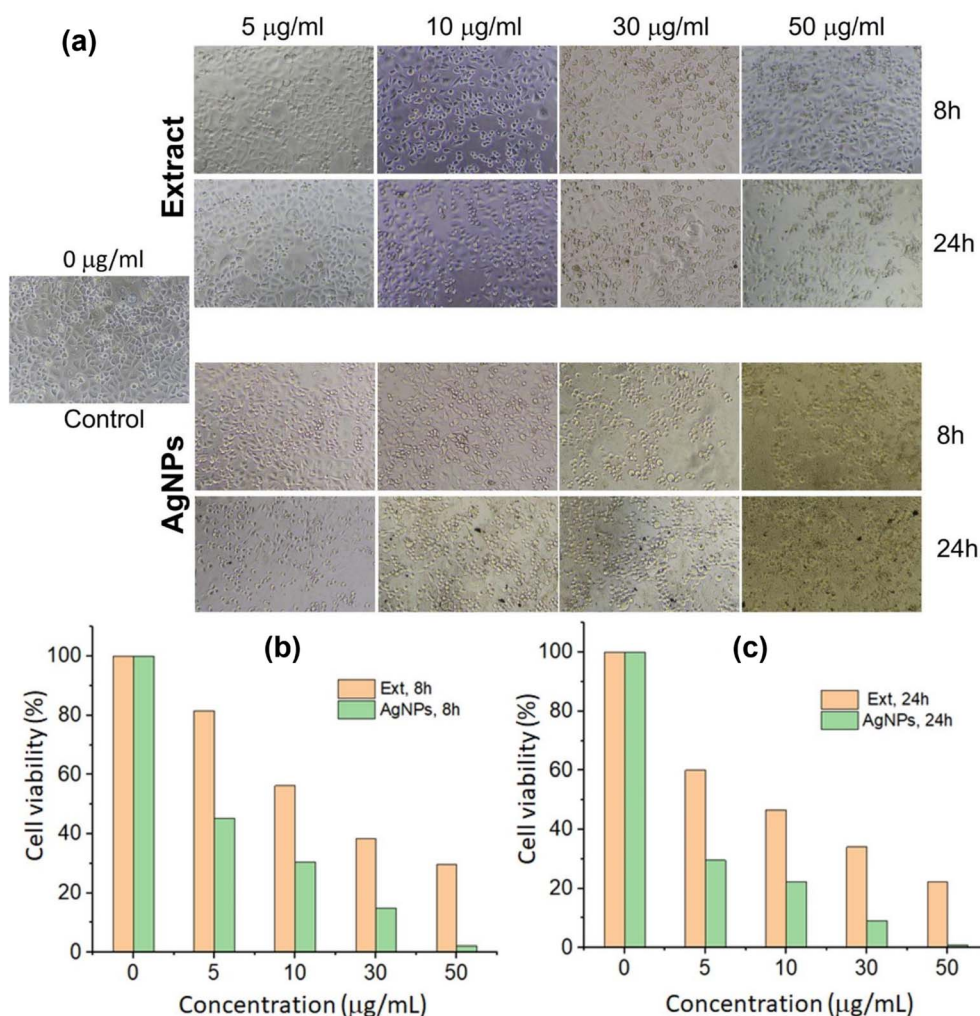 (a)
5 μg/ml
10 μg/ml
30 μg/ml
50 μg/ml
Extract
8h
24h
0 μg/ml
Control
AgNPs
8h
24h
(b)
Cell viability (%)
100
80
60
40
20
0
Ext, 8h
AgNPs, 8h
0
5
10
30
50
Concentration (μg/mL)
(c)
Cell viability (%)
100
80
60
40
20
0
Ext, 24h
AgNPs, 24h
0
5
10
30
50
Concentration (μg/mL)